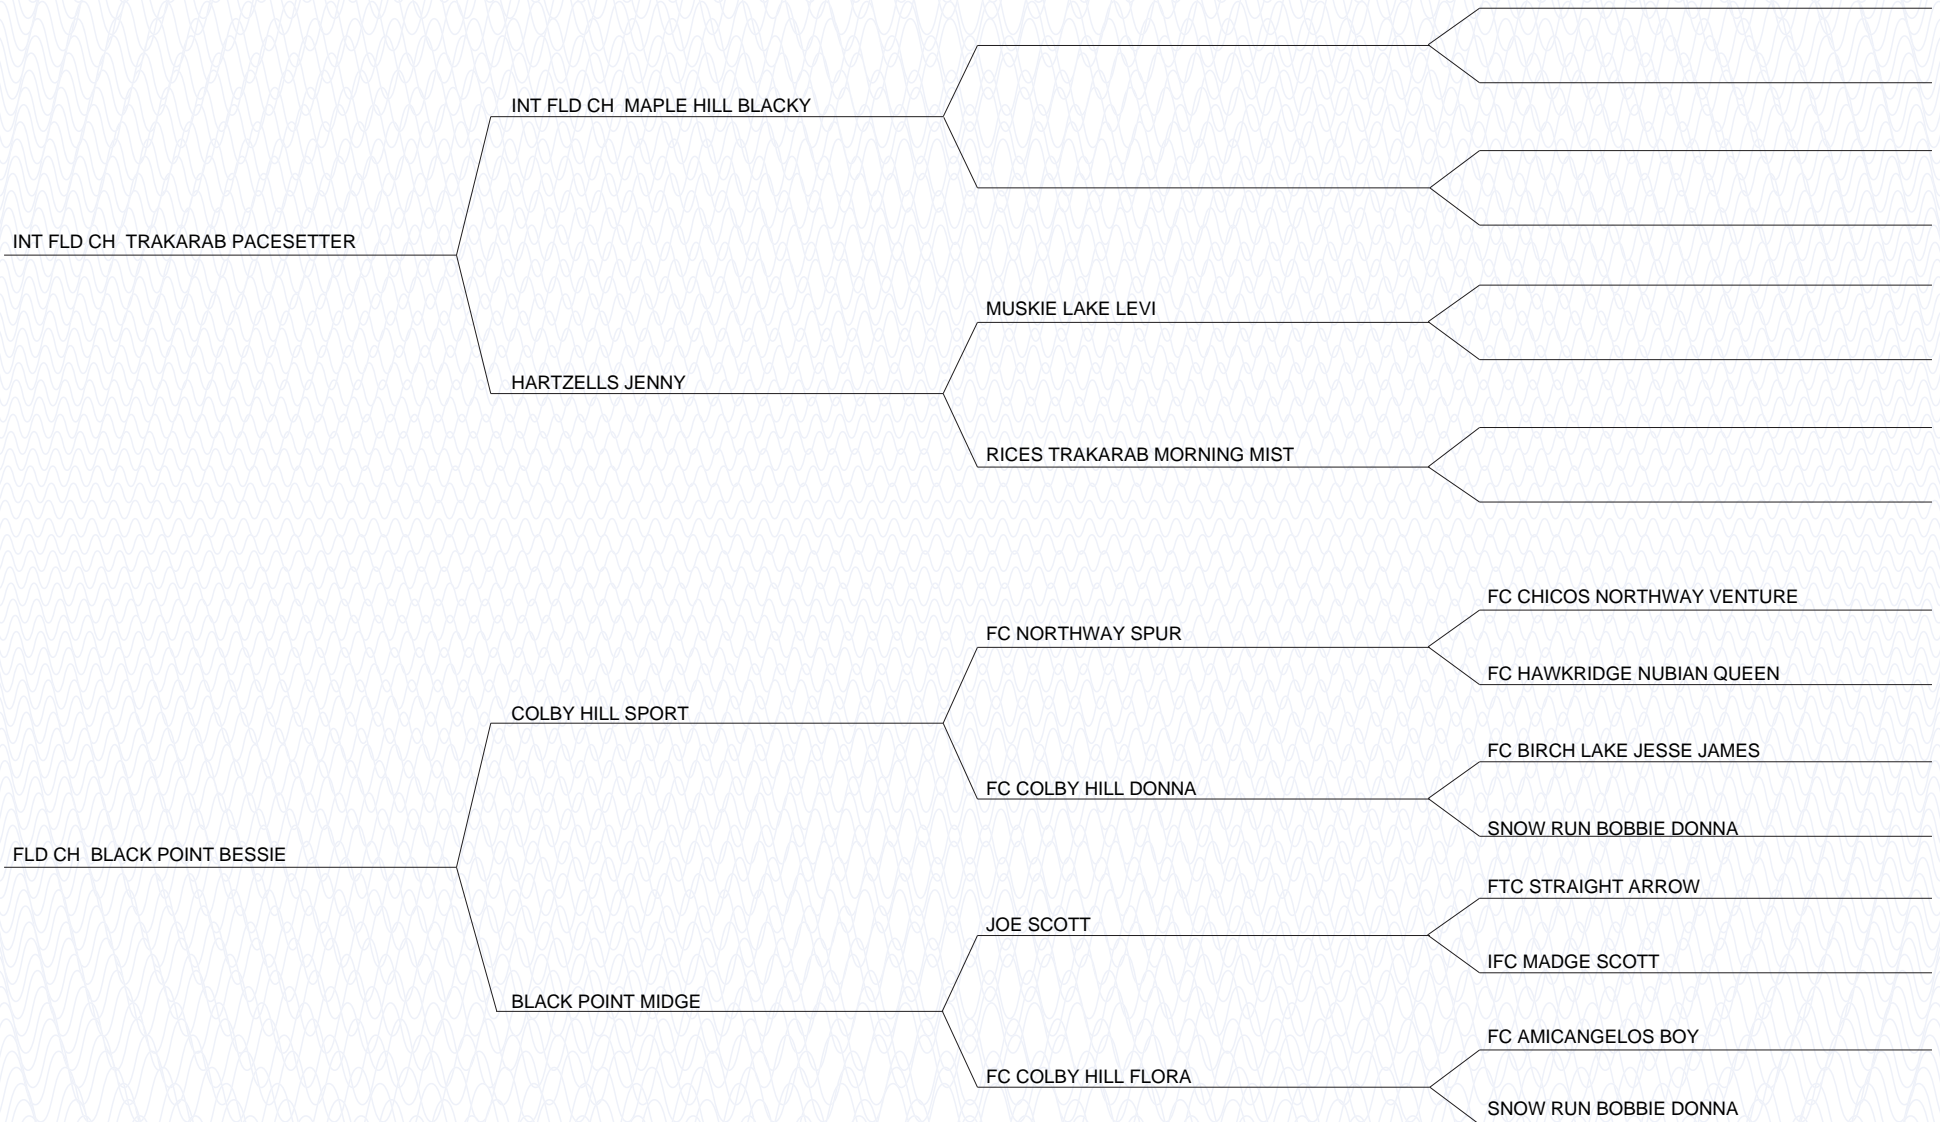 INT FLD CH  MAPLE HILL BLACKY
INT FLD CH  TRAKARAB PACESETTER
MUSKIE LAKE LEVI
HARTZELLS JENNY
RICES TRAKARAB MORNING MIST
FC CHICOS NORTHWAY VENTURE
FC NORTHWAY SPUR
FC HAWKRIDGE NUBIAN QUEEN
COLBY HILL SPORT
FC BIRCH LAKE JESSE JAMES
FC COLBY HILL DONNA
SNOW RUN BOBBIE DONNA
FLD CH  BLACK POINT BESSIE
FTC STRAIGHT ARROW
JOE SCOTT
IFC MADGE SCOTT
BLACK POINT MIDGE
FC AMICANGELOS BOY
FC COLBY HILL FLORA
SNOW RUN BOBBIE DONNA